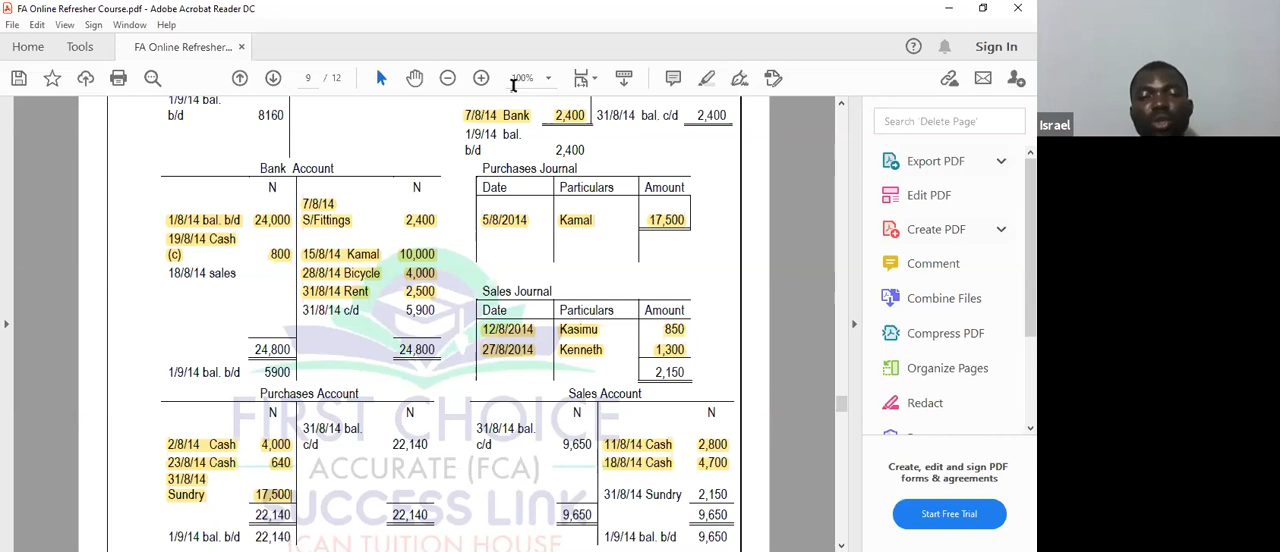 FA Online Refresher Course.pdf - Adobe Acrobat Reader DC
File Edit View Sign Window Help
Home Tools FA Online Refresher... × Sign In
9 / 12 100%
1/9/14 bal.
b/d 8160
7/8/14 Bank 2,400 31/8/14 bal. c/d 2,400
1/9/14 bal.
b/d 2,400
Bank Account
N N
7/8/14
1/8/14 bal. b/d 24,000 S/Fittings 2,400
19/8/14 Cash
(c) 800 15/8/14 Kamal 10,000
18/8/14 sales 28/8/14 Bicycle 4,000
31/8/14 Rent 2,500
31/8/14 c/d 5,900
24,800 24,800
1/9/14 bal. b/d 5900
Purchases Journal
Date Particulars Amount
5/8/2014 Kamal 17,500
Sales Journal
Date Particulars Amount
12/8/2014 Kasimu 850
27/8/2014 Kenneth 1,300
2,150
Purchases Account
N N
31/8/14 bal.
c/d 22,140
2/8/14 Cash 4,000
23/8/14 Cash 640
31/8/14
Sundry 17,500
22,140 22,140
1/9/14 bal. b/d 22,140
Sales Account
N N
31/8/14 bal.
c/d 9,650 11/8/14 Cash 2,800
18/8/14 Cash 4,700
31/8/14 Sundry 2,150
9,650 9,650
1/9/14 bal. b/d 9,650
FIRST CHOICE
ACCURATE (FCA)
SUCCESS LINK
ICAN TUITION HOUSE
Search 'Delete Page'
Export PDF
Edit PDF
Create PDF
Comment
Combine Files
Compress PDF
Organize Pages
Redact
Create, edit and sign PDF
forms & agreements
Start Free Trial
Israel